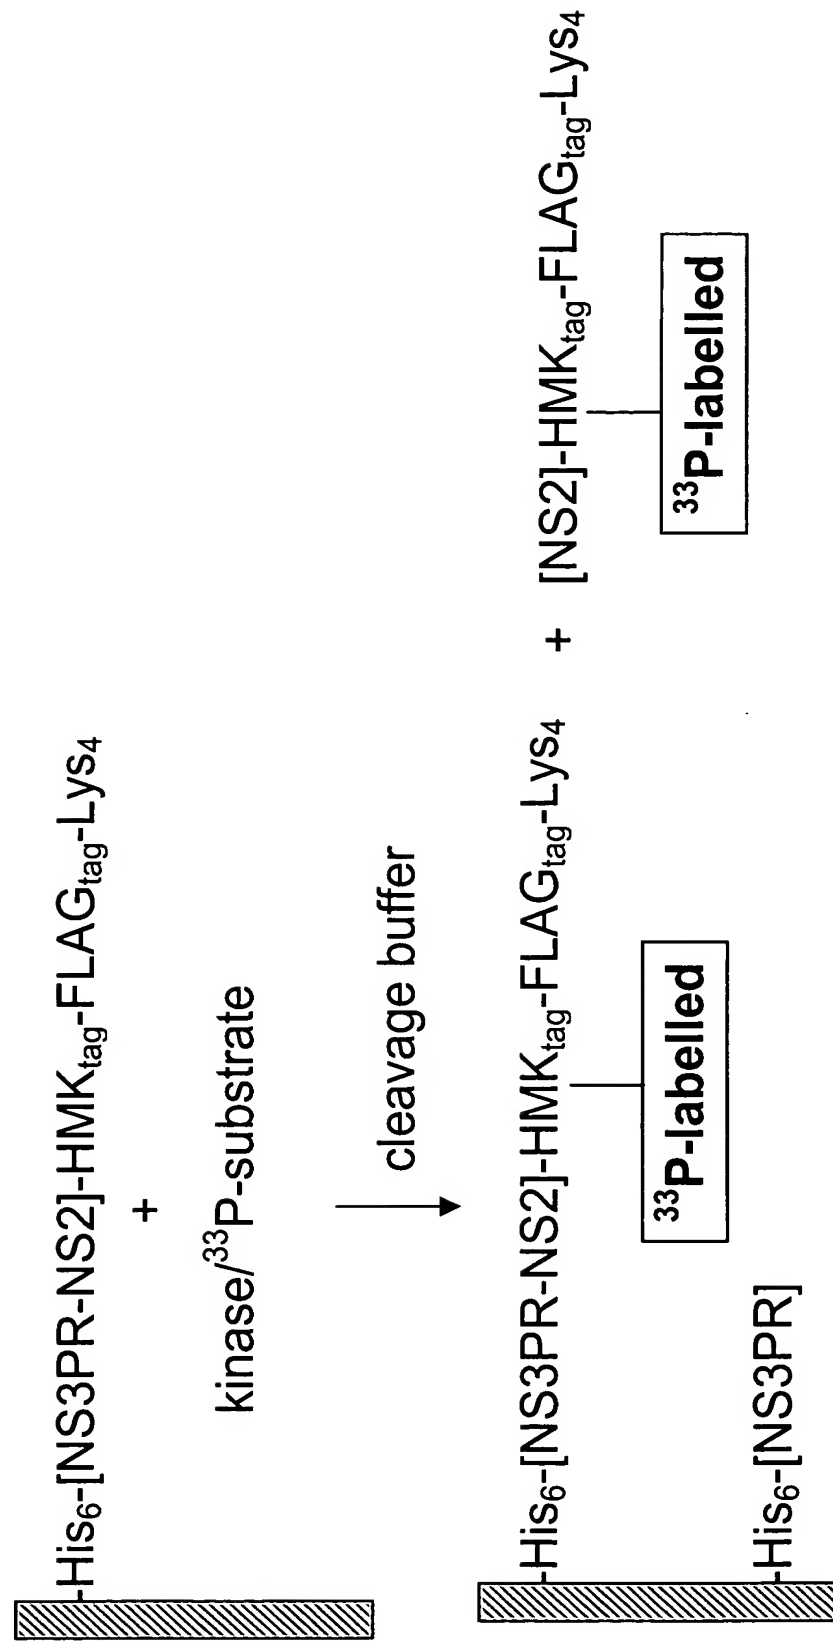 -His₆-[NS3PR-NS2]-HMKtag-FLAGtag-Lys₄
+
kinase/³³P-substrate
cleavage buffer
-His₆-[NS3PR-NS2]-HMKtag-FLAGtag-Lys₄ + [NS2]-HMKtag-FLAGtag-Lys₄
³³P-labelled
³³P-labelled
-His₆-[NS3PR]